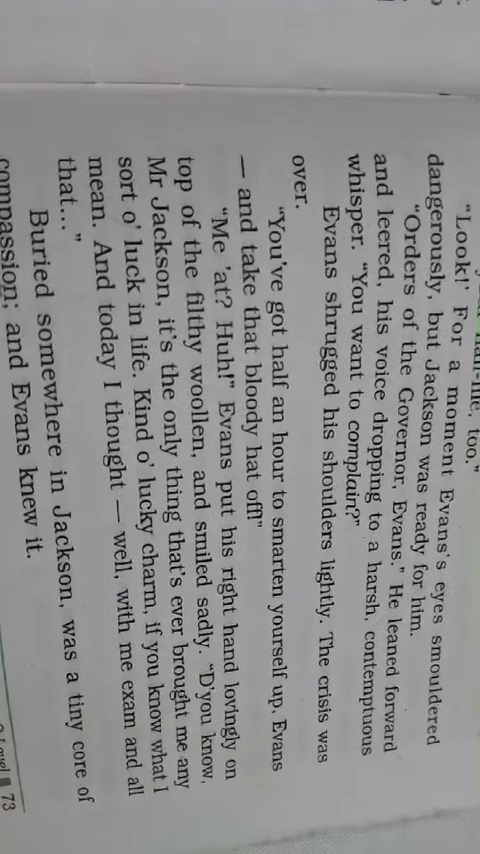 too."
"Look!' For a moment Evans's eyes smouldered
dangerously, but Jackson was ready for him.
"Orders of the Governor, Evans." He leaned forward
and leered, his voice dropping to a harsh, contemptuous
whisper. "You want to complain?"
Evans shrugged his shoulders lightly. The crisis was
over.
"You've got half an hour to smarten yourself up, Evans
— and take that bloody hat off!"
"Me 'at? Huh!" Evans put his right hand lovingly on
top of the filthy woollen, and smiled sadly. "D'you know,
Mr Jackson, it's the only thing that's ever brought me any
sort o' luck in life. Kind o' lucky charm, if you know what I
mean. And today I thought — well, with me exam and all
that... "
Buried somewhere in Jackson, was a tiny core of
compassion; and Evans knew it.
73